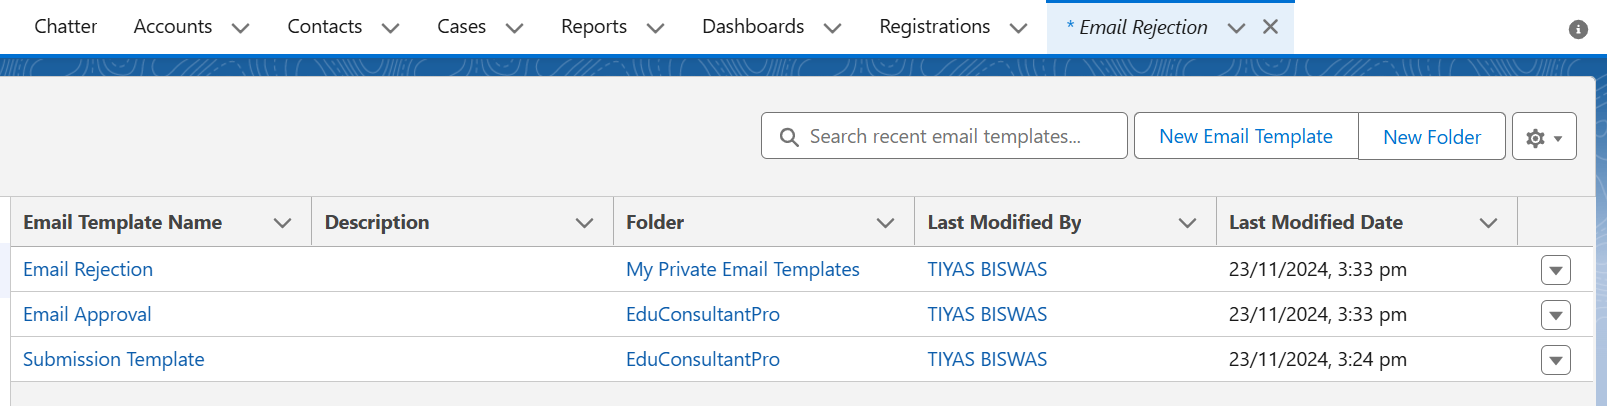 Chatter Accounts Contacts Cases Reports Dashboards Registrations * Email Rejection
Search recent email templates... New Email Template New Folder
Email Template Name Description Folder Last Modified By Last Modified Date
Email Rejection My Private Email Templates TIYAS BISWAS 23/11/2024, 3:33 pm
Email Approval EduConsultantPro TIYAS BISWAS 23/11/2024, 3:33 pm
Submission Template EduConsultantPro TIYAS BISWAS 23/11/2024, 3:24 pm